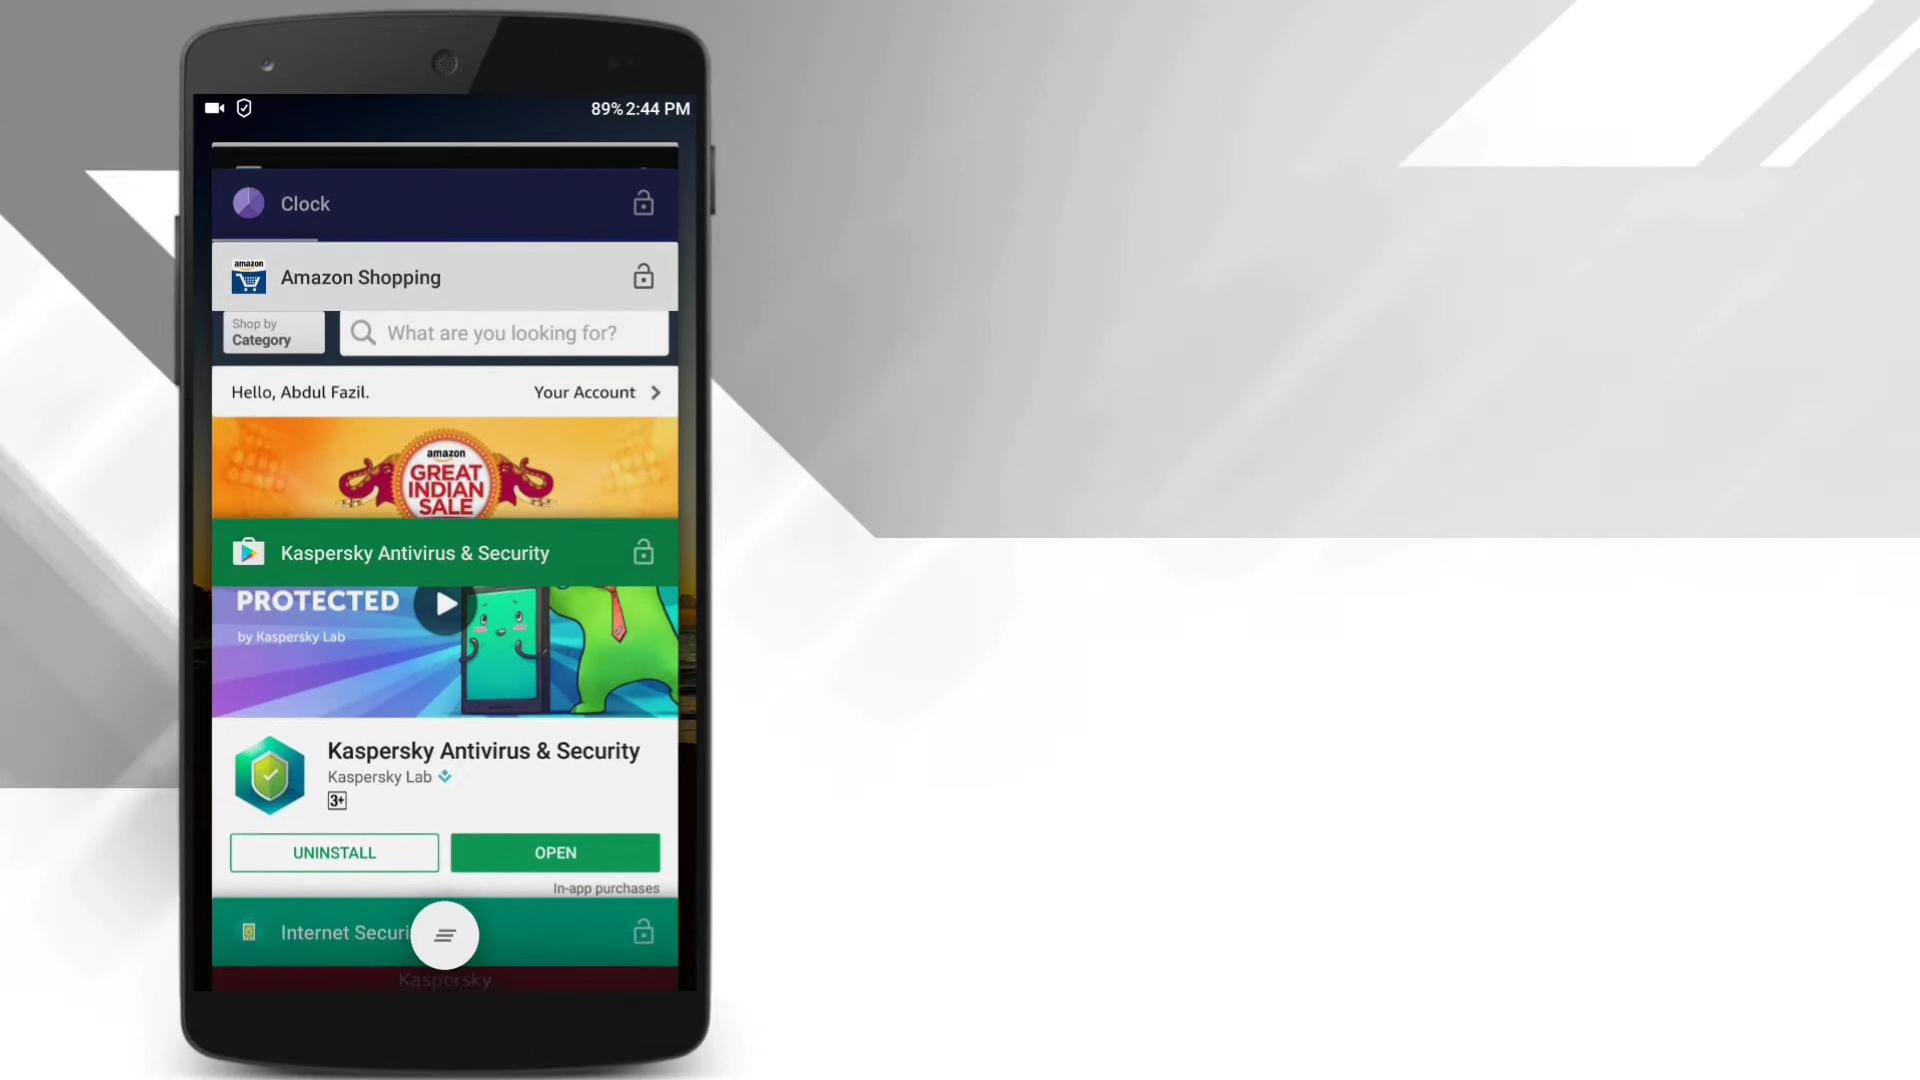 89% 2:44 PM
Clock
amazon
Amazon Shopping
Shop by
Category
What are you looking for?
Hello, Abdul Fazil.
Your Account
amazon
GREAT
INDIAN
SALE
Kaspersky Antivirus & Security
PROTECTED
by Kaspersky Lab
Kaspersky Antivirus & Security
Kaspersky Lab
3+
UNINSTALL
OPEN
In-app purchases
Internet Securi
Kaspersky